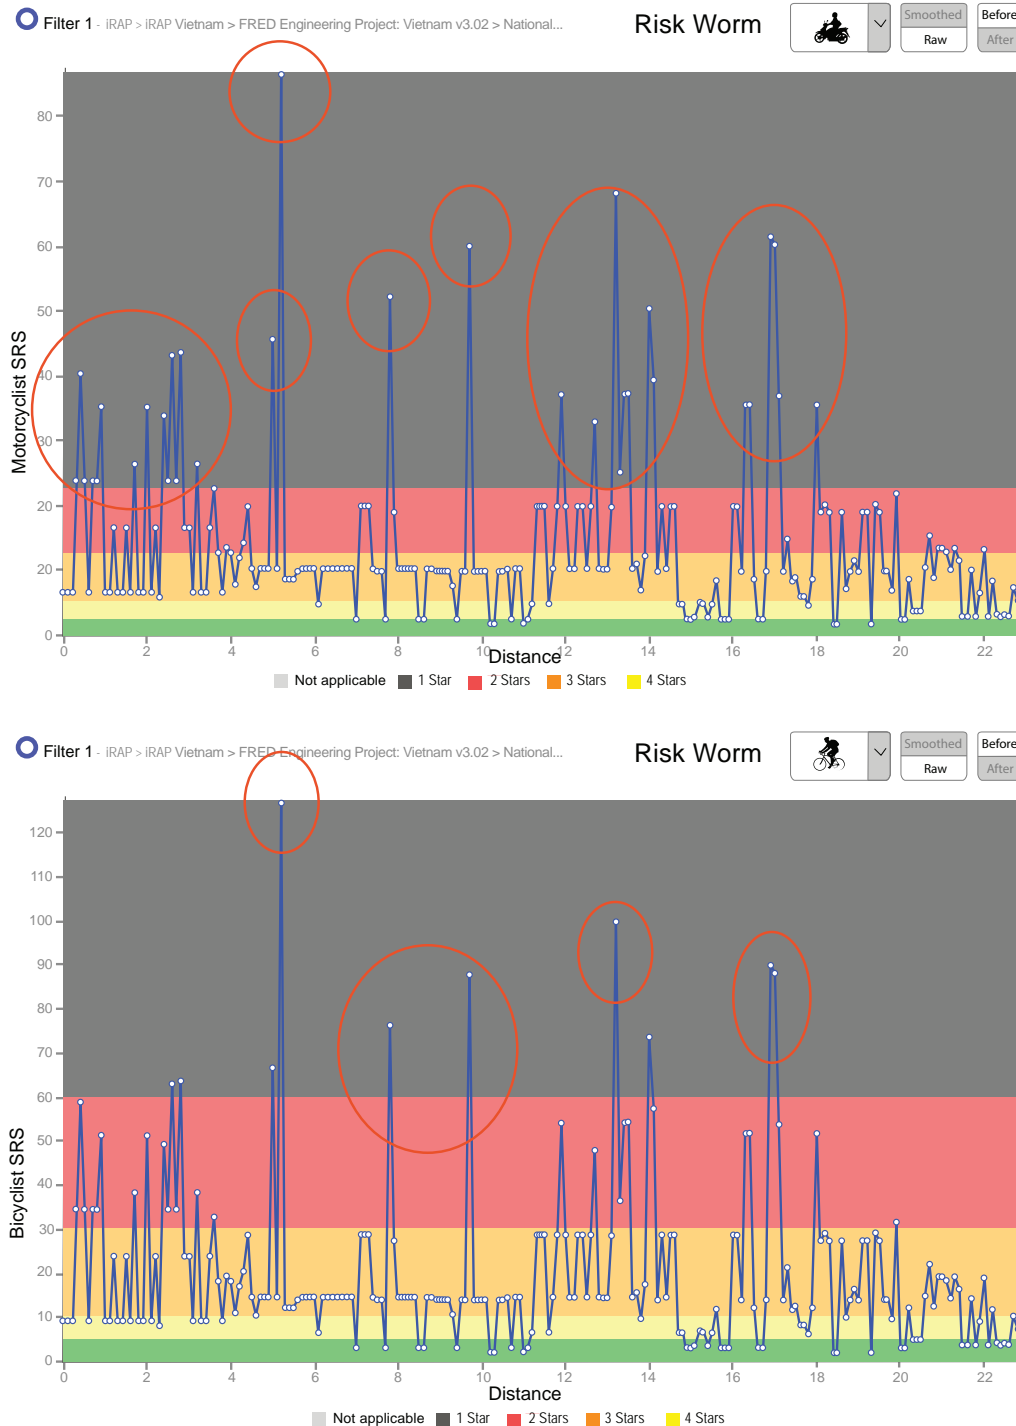 Filter 1 - iRAP > iRAP Vietnam > FRED Engineering Project: Vietnam v3.02 > National...
Risk Worm
Smoothed
Raw
Before
After
Motorcyclist SRS
80
70
60
50
40
30
20
20
10
0
0 2 4 6 8 10 12 14 16 18 20 22
Distance
Not applicable 1 Star 2 Stars 3 Stars 4 Stars
Filter 1 - iRAP > iRAP Vietnam > FRED Engineering Project: Vietnam v3.02 > National...
Risk Worm
Smoothed
Raw
Before
After
Bicyclist SRS
120
110
100
90
80
70
60
50
40
30
20
10
0
0 2 4 6 8 10 12 14 16 18 20 22
Distance
Not applicable 1 Star 2 Stars 3 Stars 4 Stars